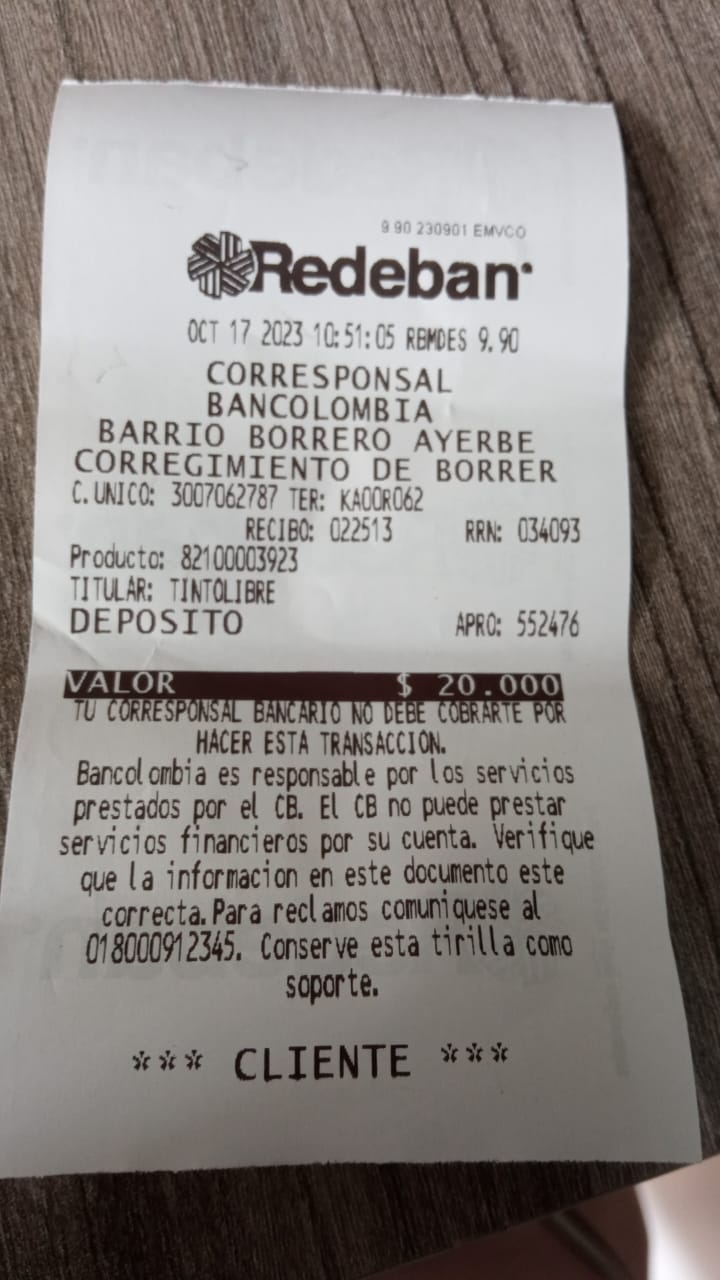 9.90 230901 EMVCO
Redeban
OCT 17 2023 10:51:05 RBMDES 9.90
CORRESPONSAL
BANCOLOMBIA
BARRIO BORRERO AYERBE
CORREGIMIENTO DE BORRER
C. UNICO: 3007062787 TER: KA00R062
RECIBO: 022513 RRN: 034093
Producto: 82100003923
TITULAR: TINTOLIBRE
DEPOSITO APRO: 552476
VALOR $ 20.000
TU CORRESPONSAL BANCARIO NO DEBE COBRARTE POR
HACER ESTA TRANSACCION.
Bancolombia es responsable por los servicios
prestados por el CB. El CB no puede prestar
servicios financieros por su cuenta. Verifique
que la informacion en este documento este
correcta. Para reclamos comuniquese al
018000912345. Conserve esta tirilla como
soporte.
*** CLIENTE ***